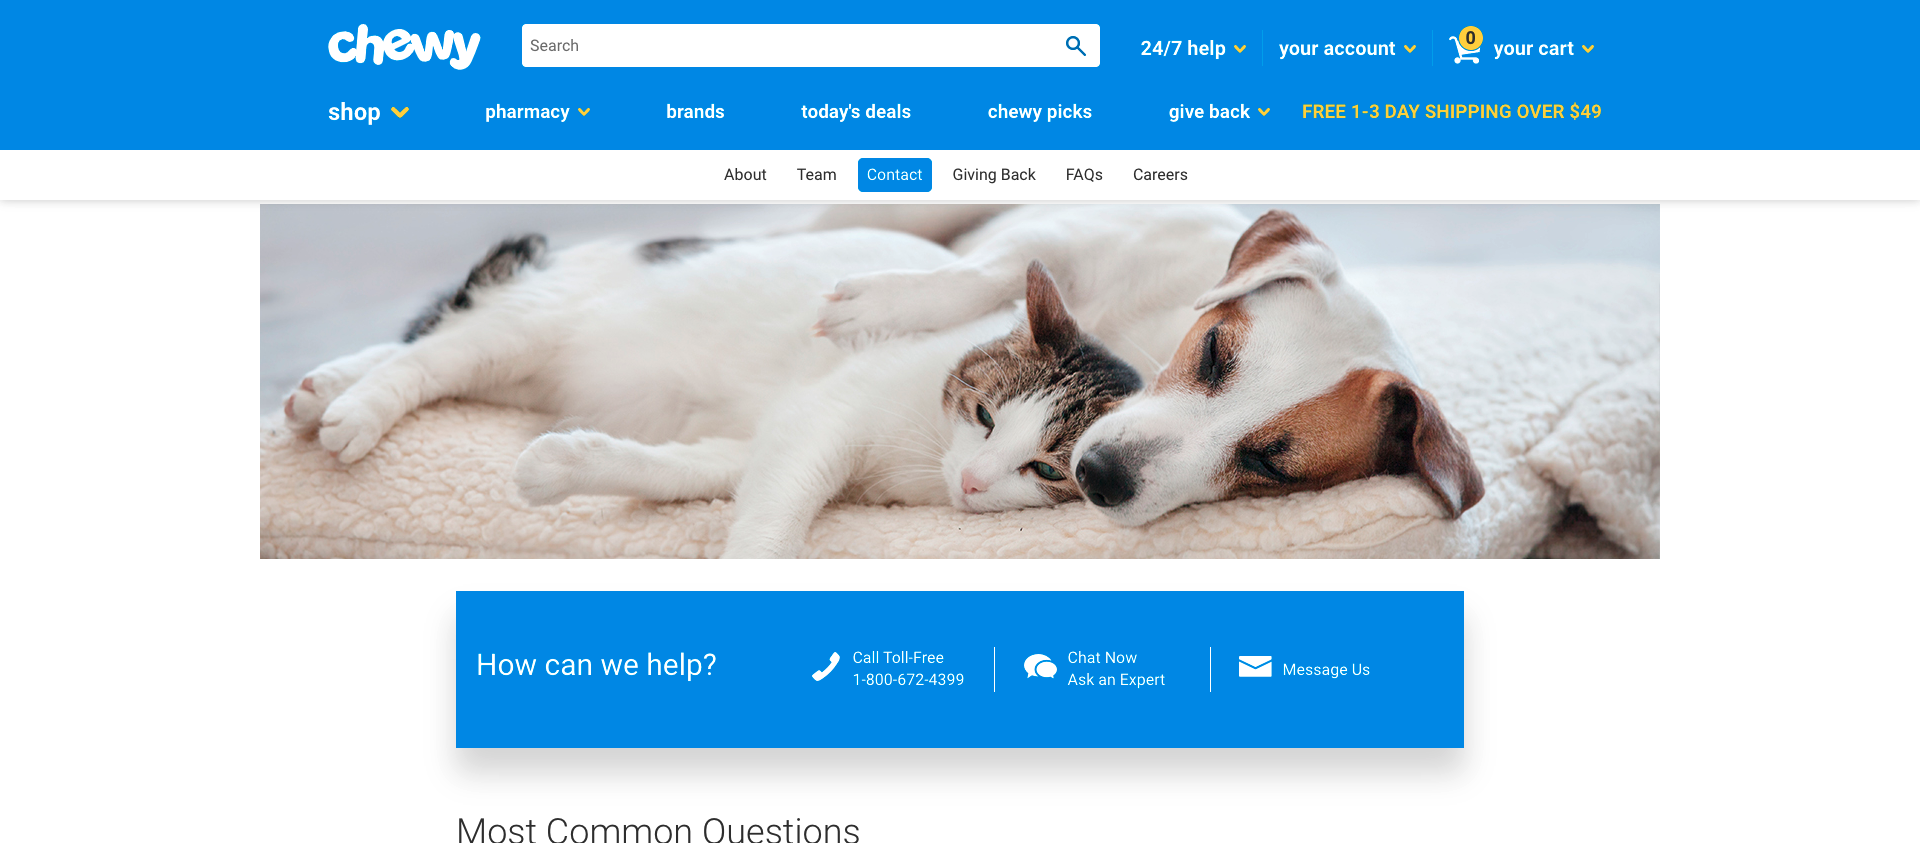 chewy
Search
24/7 help
your account
0
your cart
shop
pharmacy
brands
today's deals
chewy picks
give back
FREE 1-3 DAY SHIPPING OVER $49
About
Team
Contact
Giving Back
FAQs
Careers
How can we help?
Call Toll-Free
1-800-672-4399
Chat Now
Ask an Expert
Message Us
Most Common Questions